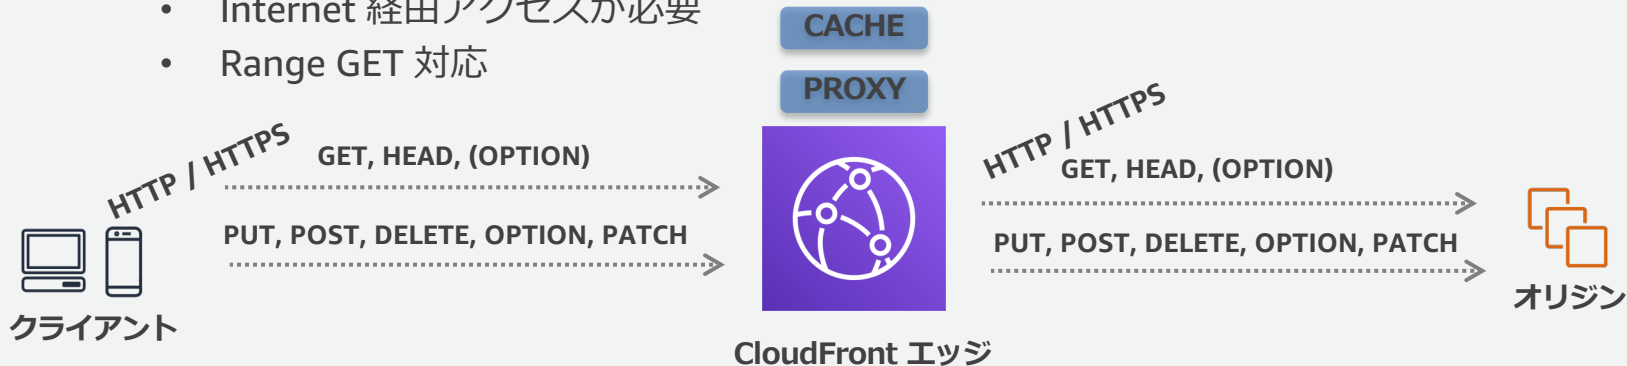 • Internet 経由アクセスが必要
• Range GET 対応
CACHE
PROXY
HTTP / HTTPS
GET, HEAD, (OPTION)
PUT, POST, DELETE, OPTION, PATCH
クライアント
CloudFront エッジ
HTTP / HTTPS
GET, HEAD, (OPTION)
PUT, POST, DELETE, OPTION, PATCH
オリジン